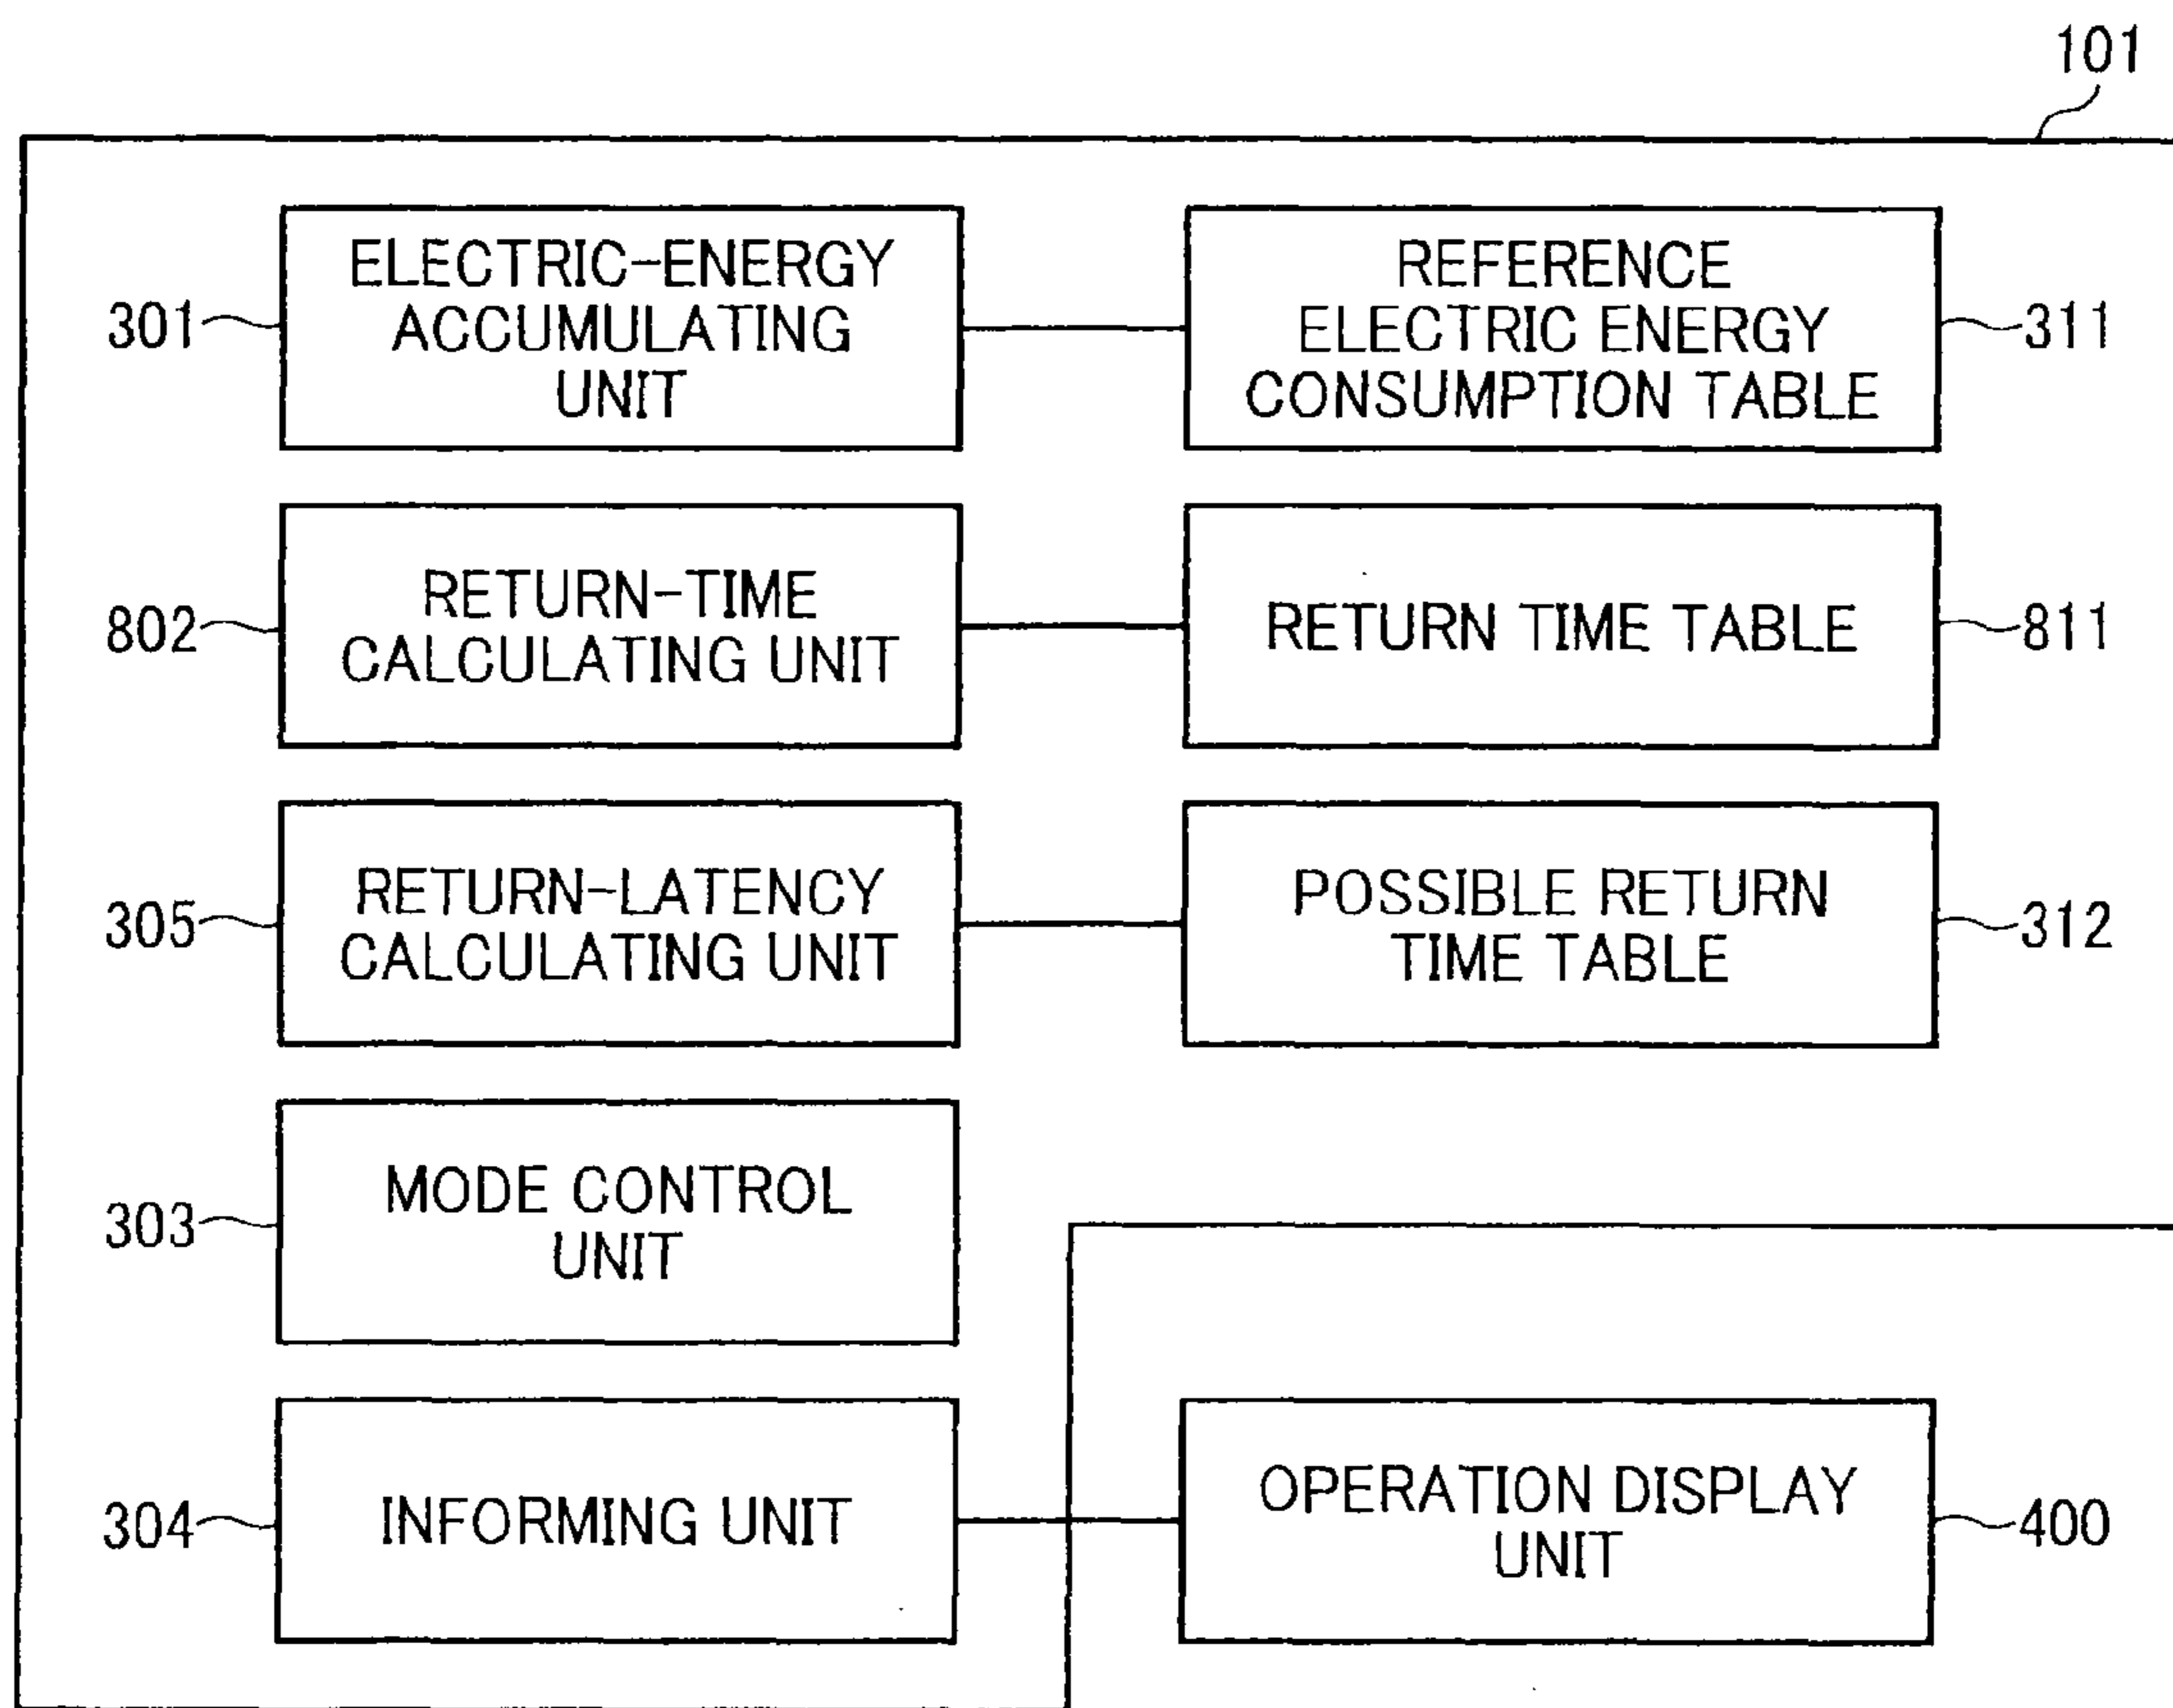 101
ELECTRIC-ENERGY
ACCUMULATING
UNIT
301
REFERENCE
ELECTRIC ENERGY
CONSUMPTION TABLE
311
RETURN-TIME
CALCULATING UNIT
802
RETURN TIME TABLE
811
RETURN-LATENCY
CALCULATING UNIT
305
POSSIBLE RETURN
TIME TABLE
312
MODE CONTROL
UNIT
303
INFORMING UNIT
304
OPERATION DISPLAY
UNIT
400